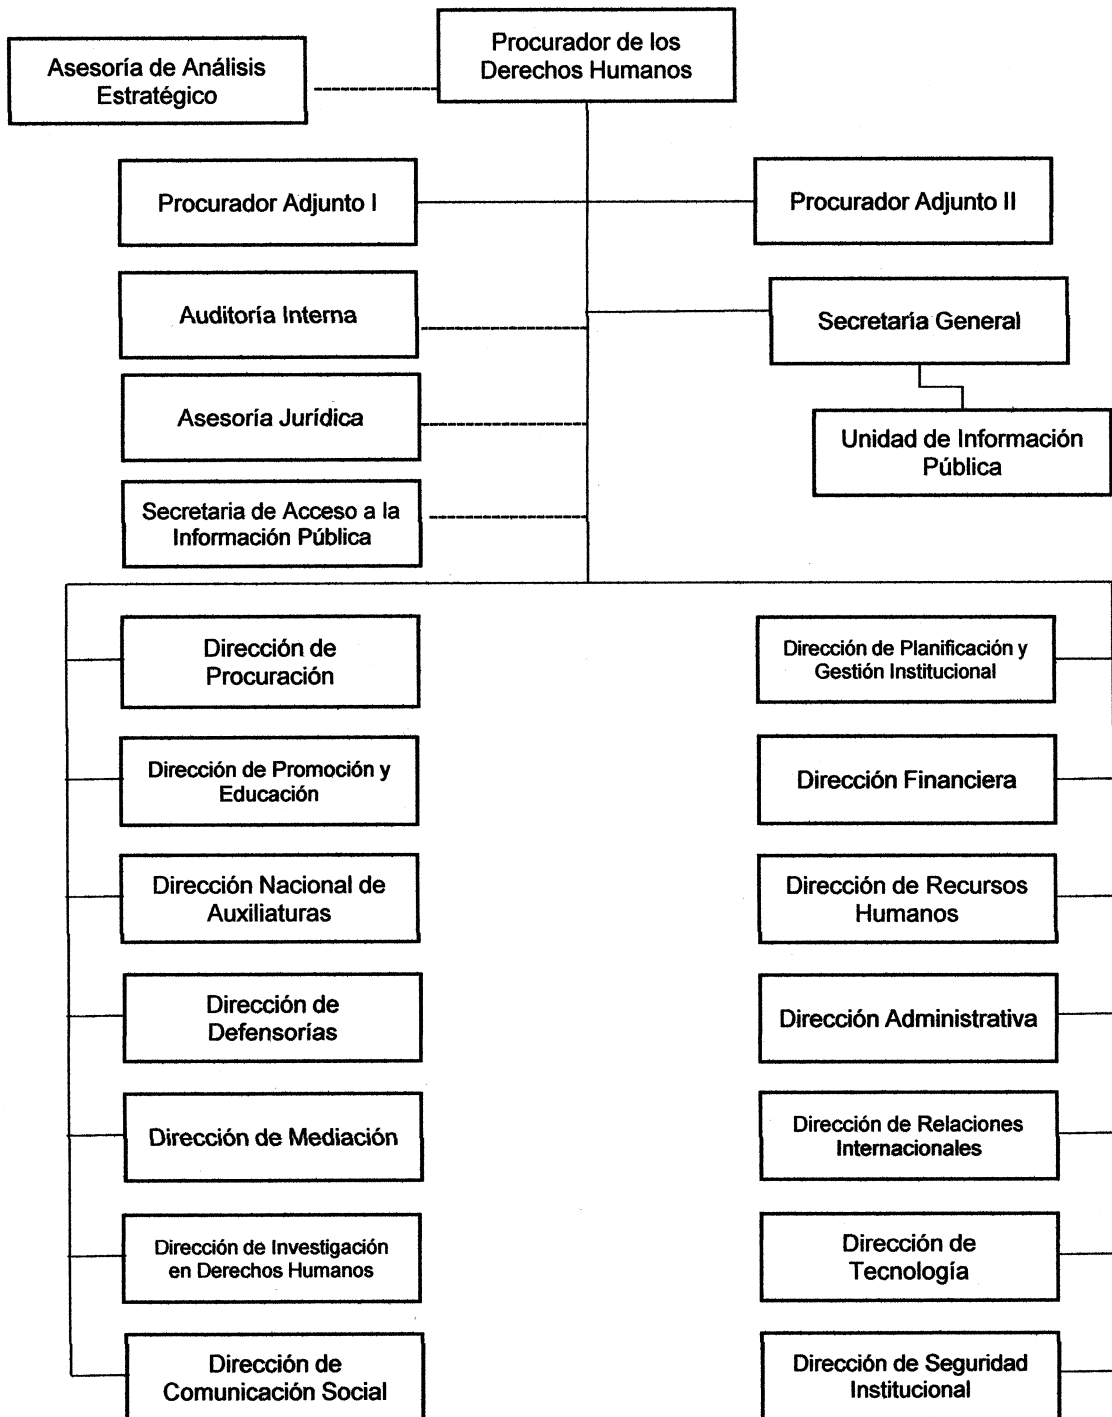 Procurador de los
Derechos Humanos
Asesoría de Análisis
Estratégico
Procurador Adjunto I
Procurador Adjunto II
Auditoría Interna
Secretaría General
Asesoría Jurídica
Unidad de Información
Pública
Secretaria de Acceso a la
Información Pública
Dirección de
Procuración
Dirección de Planificación y
Gestión Institucional
Dirección de Promoción y
Educación
Dirección Financiera
Dirección Nacional de
Auxiliaturas
Dirección de Recursos
Humanos
Dirección de
Defensorías
Dirección Administrativa
Dirección de Mediación
Dirección de Relaciones
Internacionales
Dirección de Investigación
en Derechos Humanos
Dirección de
Tecnología
Dirección de
Comunicación Social
Dirección de Seguridad
Institucional